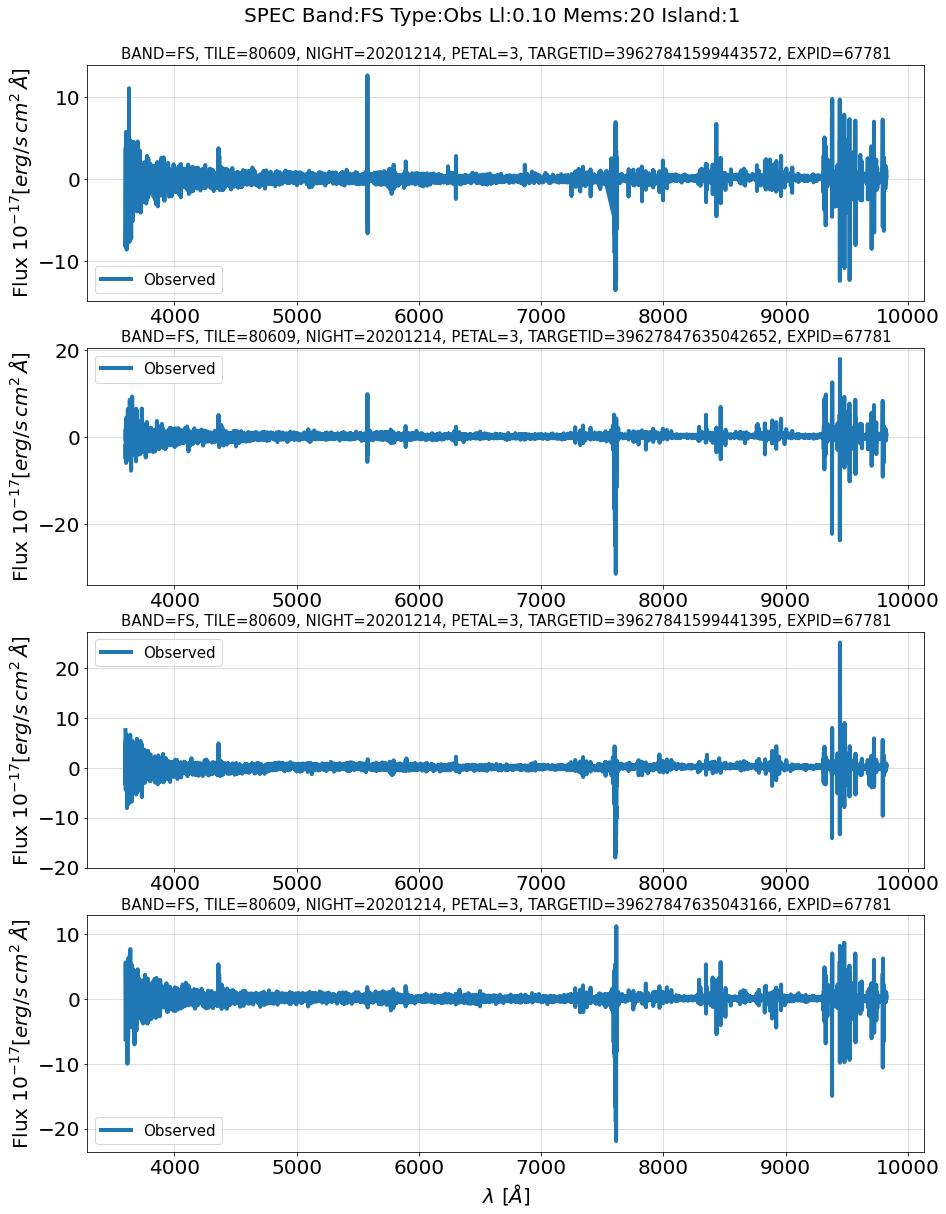 SPEC Band:FS Type:Obs Ll:0.10 Mems:20 Island:1
BAND=FS, TILE=80609, NIGHT=20201214, PETAL=3, TARGETID=39627841599443572, EXPID=67781
Flux 10^{-17}[erg/s cm^2 Å]
10
0
−10
Observed
4000 5000 6000 7000 8000 9000 10000
BAND=FS, TILE=80609, NIGHT=20201214, PETAL=3, TARGETID=39627847635042652, EXPID=67781
Flux 10^{-17}[erg/s cm^2 Å]
20
0
−20
Observed
4000 5000 6000 7000 8000 9000 10000
BAND=FS, TILE=80609, NIGHT=20201214, PETAL=3, TARGETID=39627841599441395, EXPID=67781
Flux 10^{-17}[erg/s cm^2 Å]
20
10
0
−10
−20
Observed
4000 5000 6000 7000 8000 9000 10000
BAND=FS, TILE=80609, NIGHT=20201214, PETAL=3, TARGETID=39627847635043166, EXPID=67781
Flux 10^{-17}[erg/s cm^2 Å]
10
0
−10
−20
Observed
4000 5000 6000 7000 8000 9000 10000
λ [Å]